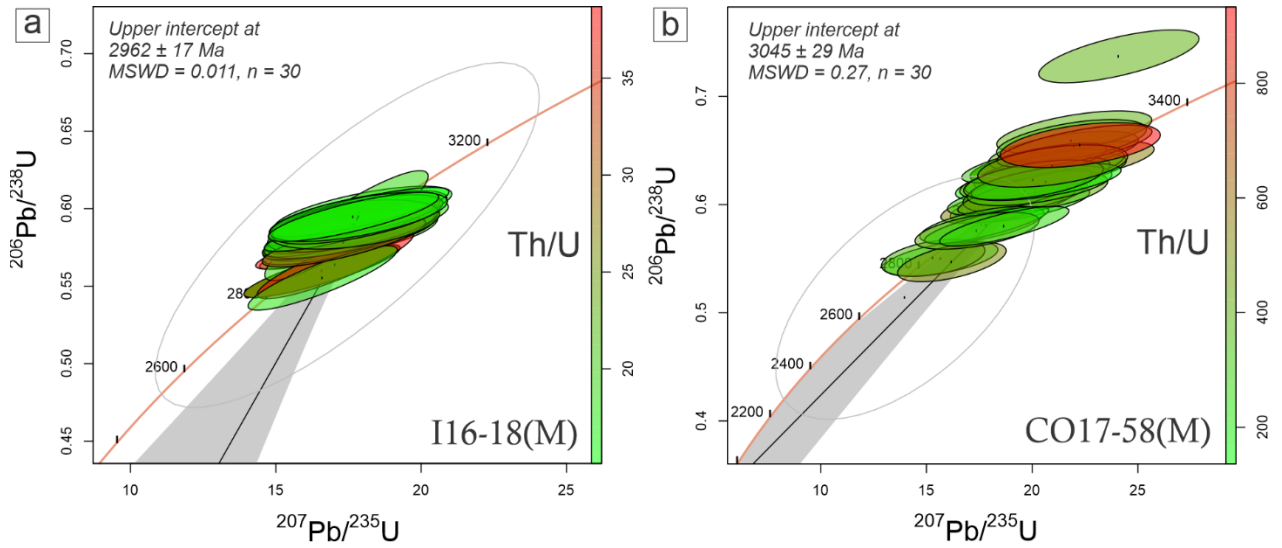 a
Upper intercept at
2962 ± 17 Ma
MSWD = 0.011, n = 30
0.70
0.65
0.60
0.55
0.50
0.45
²⁰⁶Pb/²³⁸U
3200
2600
Th/U
I16-18(M)
10
15
20
25
²⁰⁷Pb/²³⁵U
35
30
25
20
b
Upper intercept at
3045 ± 29 Ma
MSWD = 0.27, n = 30
0.7
0.6
0.5
0.4
²⁰⁶Pb/²³⁸U
3400
2800
2600
2400
2200
Th/U
CO17-58(M)
10
15
20
25
²⁰⁷Pb/²³⁵U
800
600
400
200